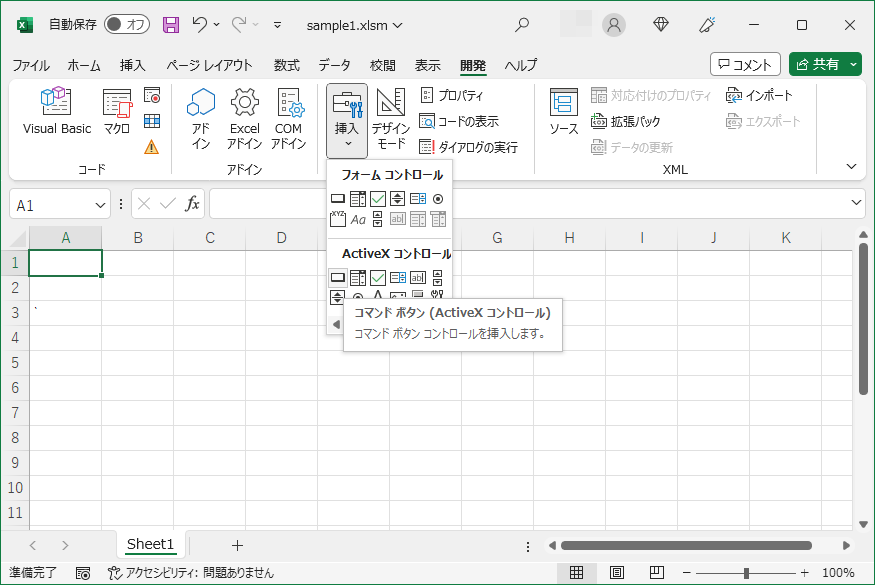 自動保存 オフ sample1.xlsm
ファイル ホーム 挿入 ページ レイアウト 数式 データ 校閲 表示 開発 ヘルプ コメント 共有
Visual Basic マクロ アド
イン Excel
アドイン COM
アドイン 挿入 デザイン
モード プロパティ
コードの表示
ダイアログの実行 ソース 対応付けのプロパティ
拡張パック
データの更新 インポート
エクスポート
コード アドイン XML
フォーム コントロール
XYZ Aa ab|
A1 fx
ActiveX コントロール
ab|
A
コマンド ボタン (ActiveX コントロール)
コマンド ボタン コントロールを挿入します。
A B C D G H I J K
1
2
3 `
4
5
6
7
8
9
10
11
Sheet1
準備完了 アクセシビリティ: 問題ありません 100%